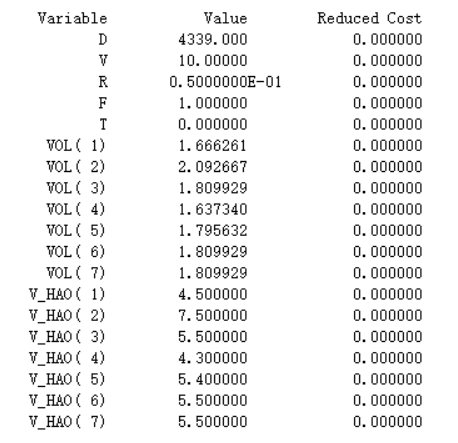 Variable Value Reduced Cost
D 4339.000 0.000000
V 10.00000 0.000000
R 0.5000000E-01 0.000000
F 1.000000 0.000000
T 0.000000 0.000000
VOL( 1) 1.666261 0.000000
VOL( 2) 2.092667 0.000000
VOL( 3) 1.809929 0.000000
VOL( 4) 1.637340 0.000000
VOL( 5) 1.795632 0.000000
VOL( 6) 1.809929 0.000000
VOL( 7) 1.809929 0.000000
V_HAO( 1) 4.500000 0.000000
V_HAO( 2) 7.500000 0.000000
V_HAO( 3) 5.500000 0.000000
V_HAO( 4) 4.300000 0.000000
V_HAO( 5) 5.400000 0.000000
V_HAO( 6) 5.500000 0.000000
V_HAO( 7) 5.500000 0.000000